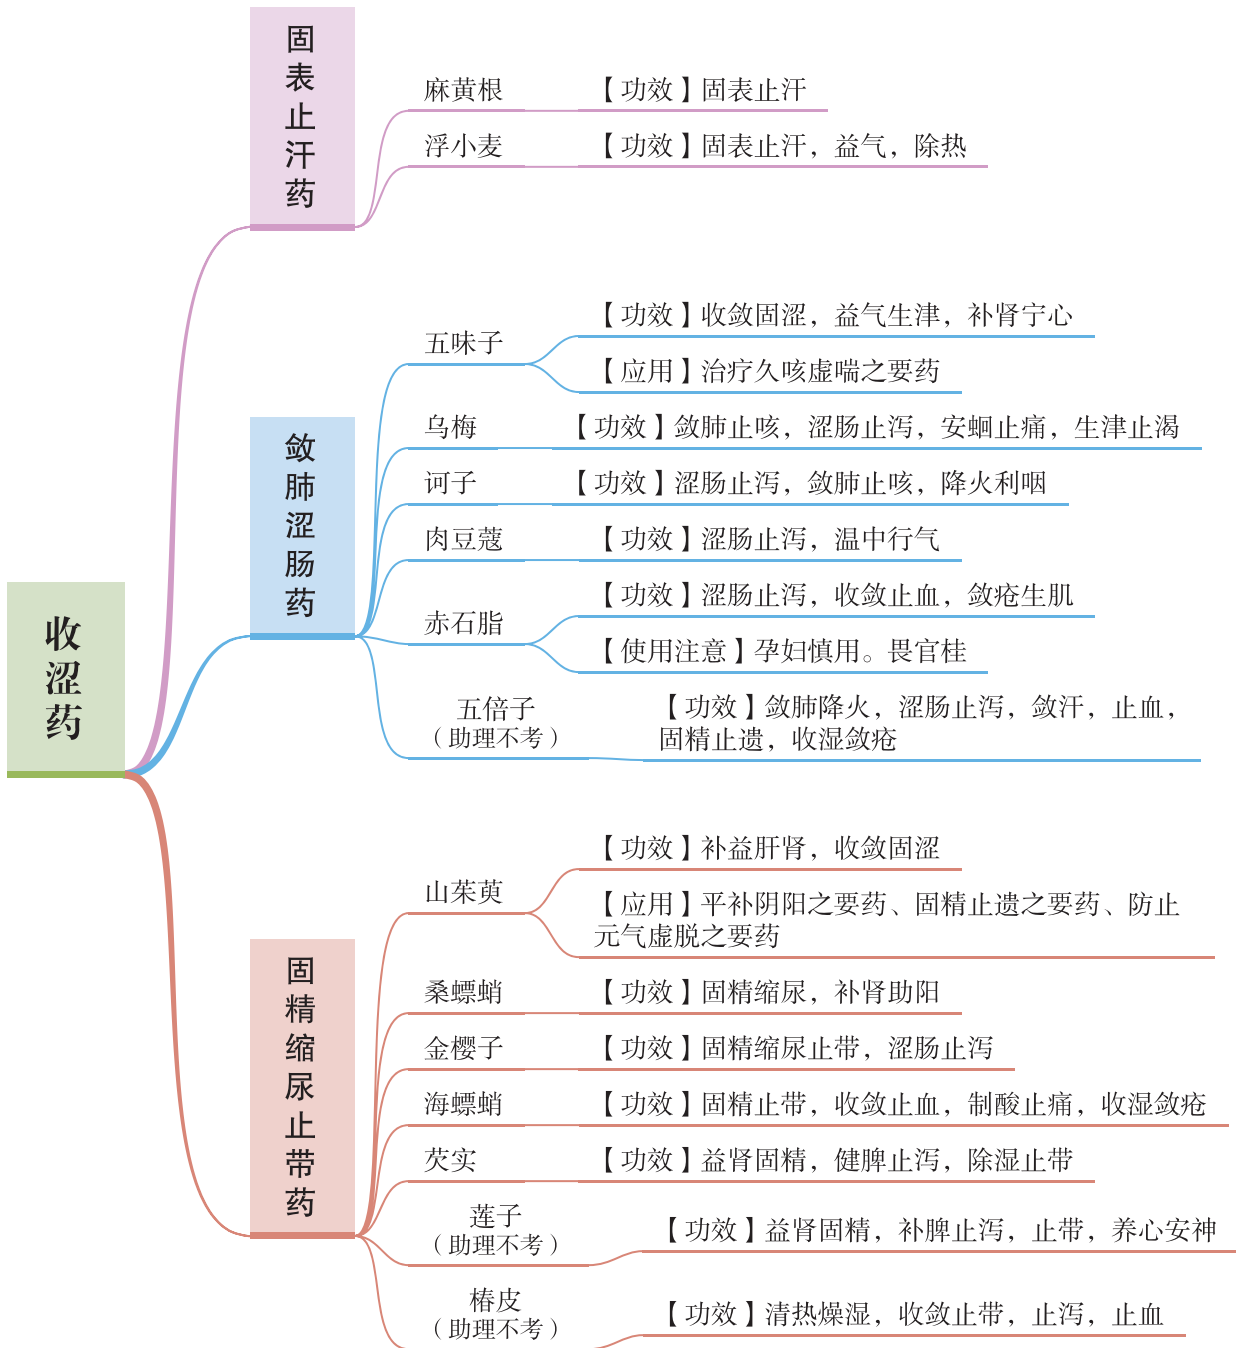 收涩药
固表止汗药
麻黄根
【功效】固表止汗
浮小麦
【功效】固表止汗，益气，除热
敛肺涩肠药
五味子
【功效】收敛固涩，益气生津，补肾宁心
【应用】治疗久咳虚喘之要药
乌梅
【功效】敛肺止咳，涩肠止泻，安蛔止痛，生津止渴
诃子
【功效】涩肠止泻，敛肺止咳，降火利咽
肉豆蔻
【功效】涩肠止泻，温中行气
赤石脂
【功效】涩肠止泻，收敛止血，敛疮生肌
【使用注意】孕妇慎用。畏官桂
五倍子
（助理不考）
【功效】敛肺降火，涩肠止泻，敛汗，止血，
固精止遗，收湿敛疮
固精缩尿止带药
山茱萸
【功效】补益肝肾，收敛固涩
【应用】平补阴阳之要药、固精止遗之要药、防止
元气虚脱之要药
桑螵蛸
【功效】固精缩尿，补肾助阳
金樱子
【功效】固精缩尿止带，涩肠止泻
海螵蛸
【功效】固精止带，收敛止血，制酸止痛，收湿敛疮
芡实
【功效】益肾固精，健脾止泻，除湿止带
莲子
（助理不考）
【功效】益肾固精，补脾止泻，止带，养心安神
椿皮
（助理不考）
【功效】清热燥湿，收敛止带，止泻，止血